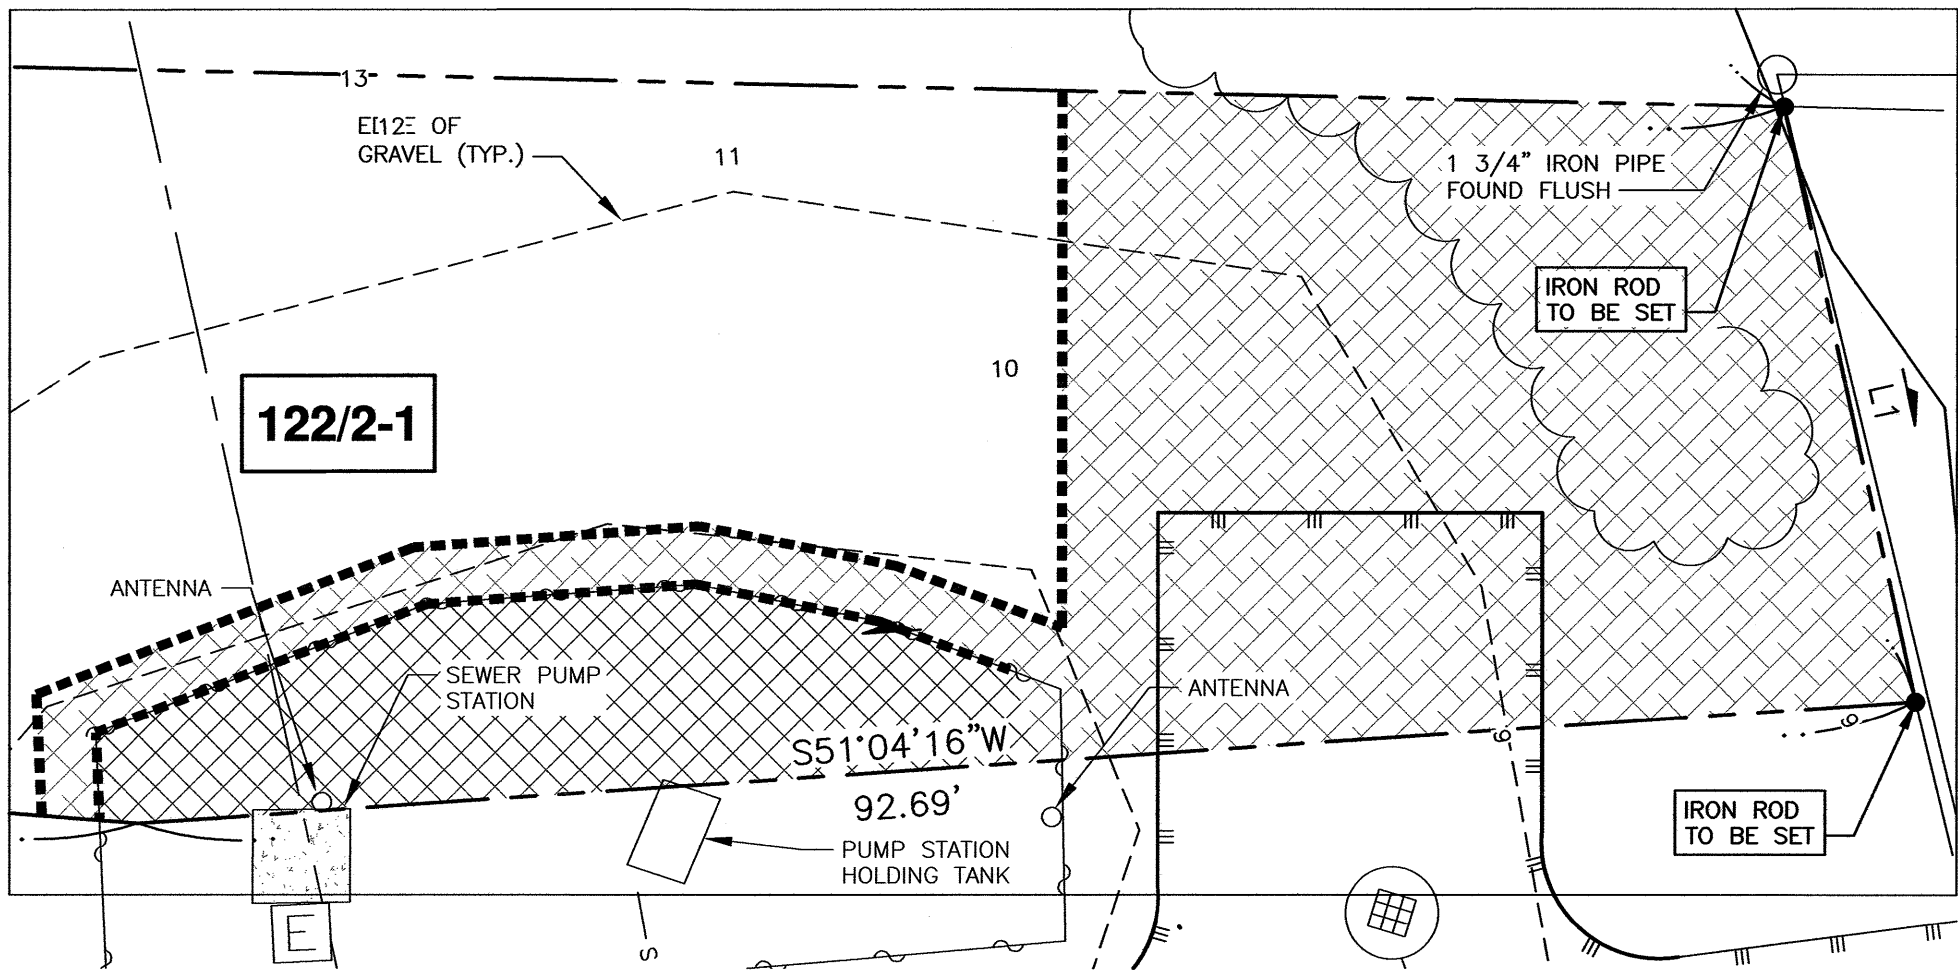 13
E[12E OF
GRAVEL (TYP.)
11
1 3/4" IRON PIPE
FOUND FLUSH
IRON ROD
TO BE SET
10
122/2-1
L1
ANTENNA
SEWER PUMP
STATION
ANTENNA
S51°04'16"W
92.69'
9
9
PUMP STATION
HOLDING TANK
IRON ROD
TO BE SET
E
S